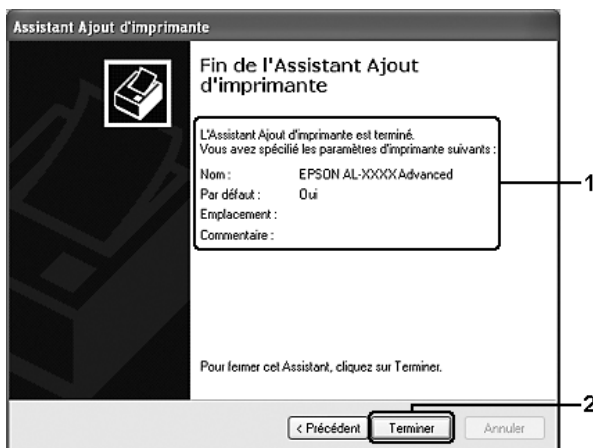 Assistant Ajout d'imprimante
Fin de l'Assistant Ajout
d'imprimante
L'Assistant Ajout d'imprimante est terminé.
Vous avez spécilié les paramètres d'imprimante suivants :
Nom : EPSON AL-XXXX Advanced
Par défaut : Oui
Emplacement :
Commentaire :
1
Pour fermer cet Assistant, cliquez sur Terminer.
2
< Précédent Terminer Annuler